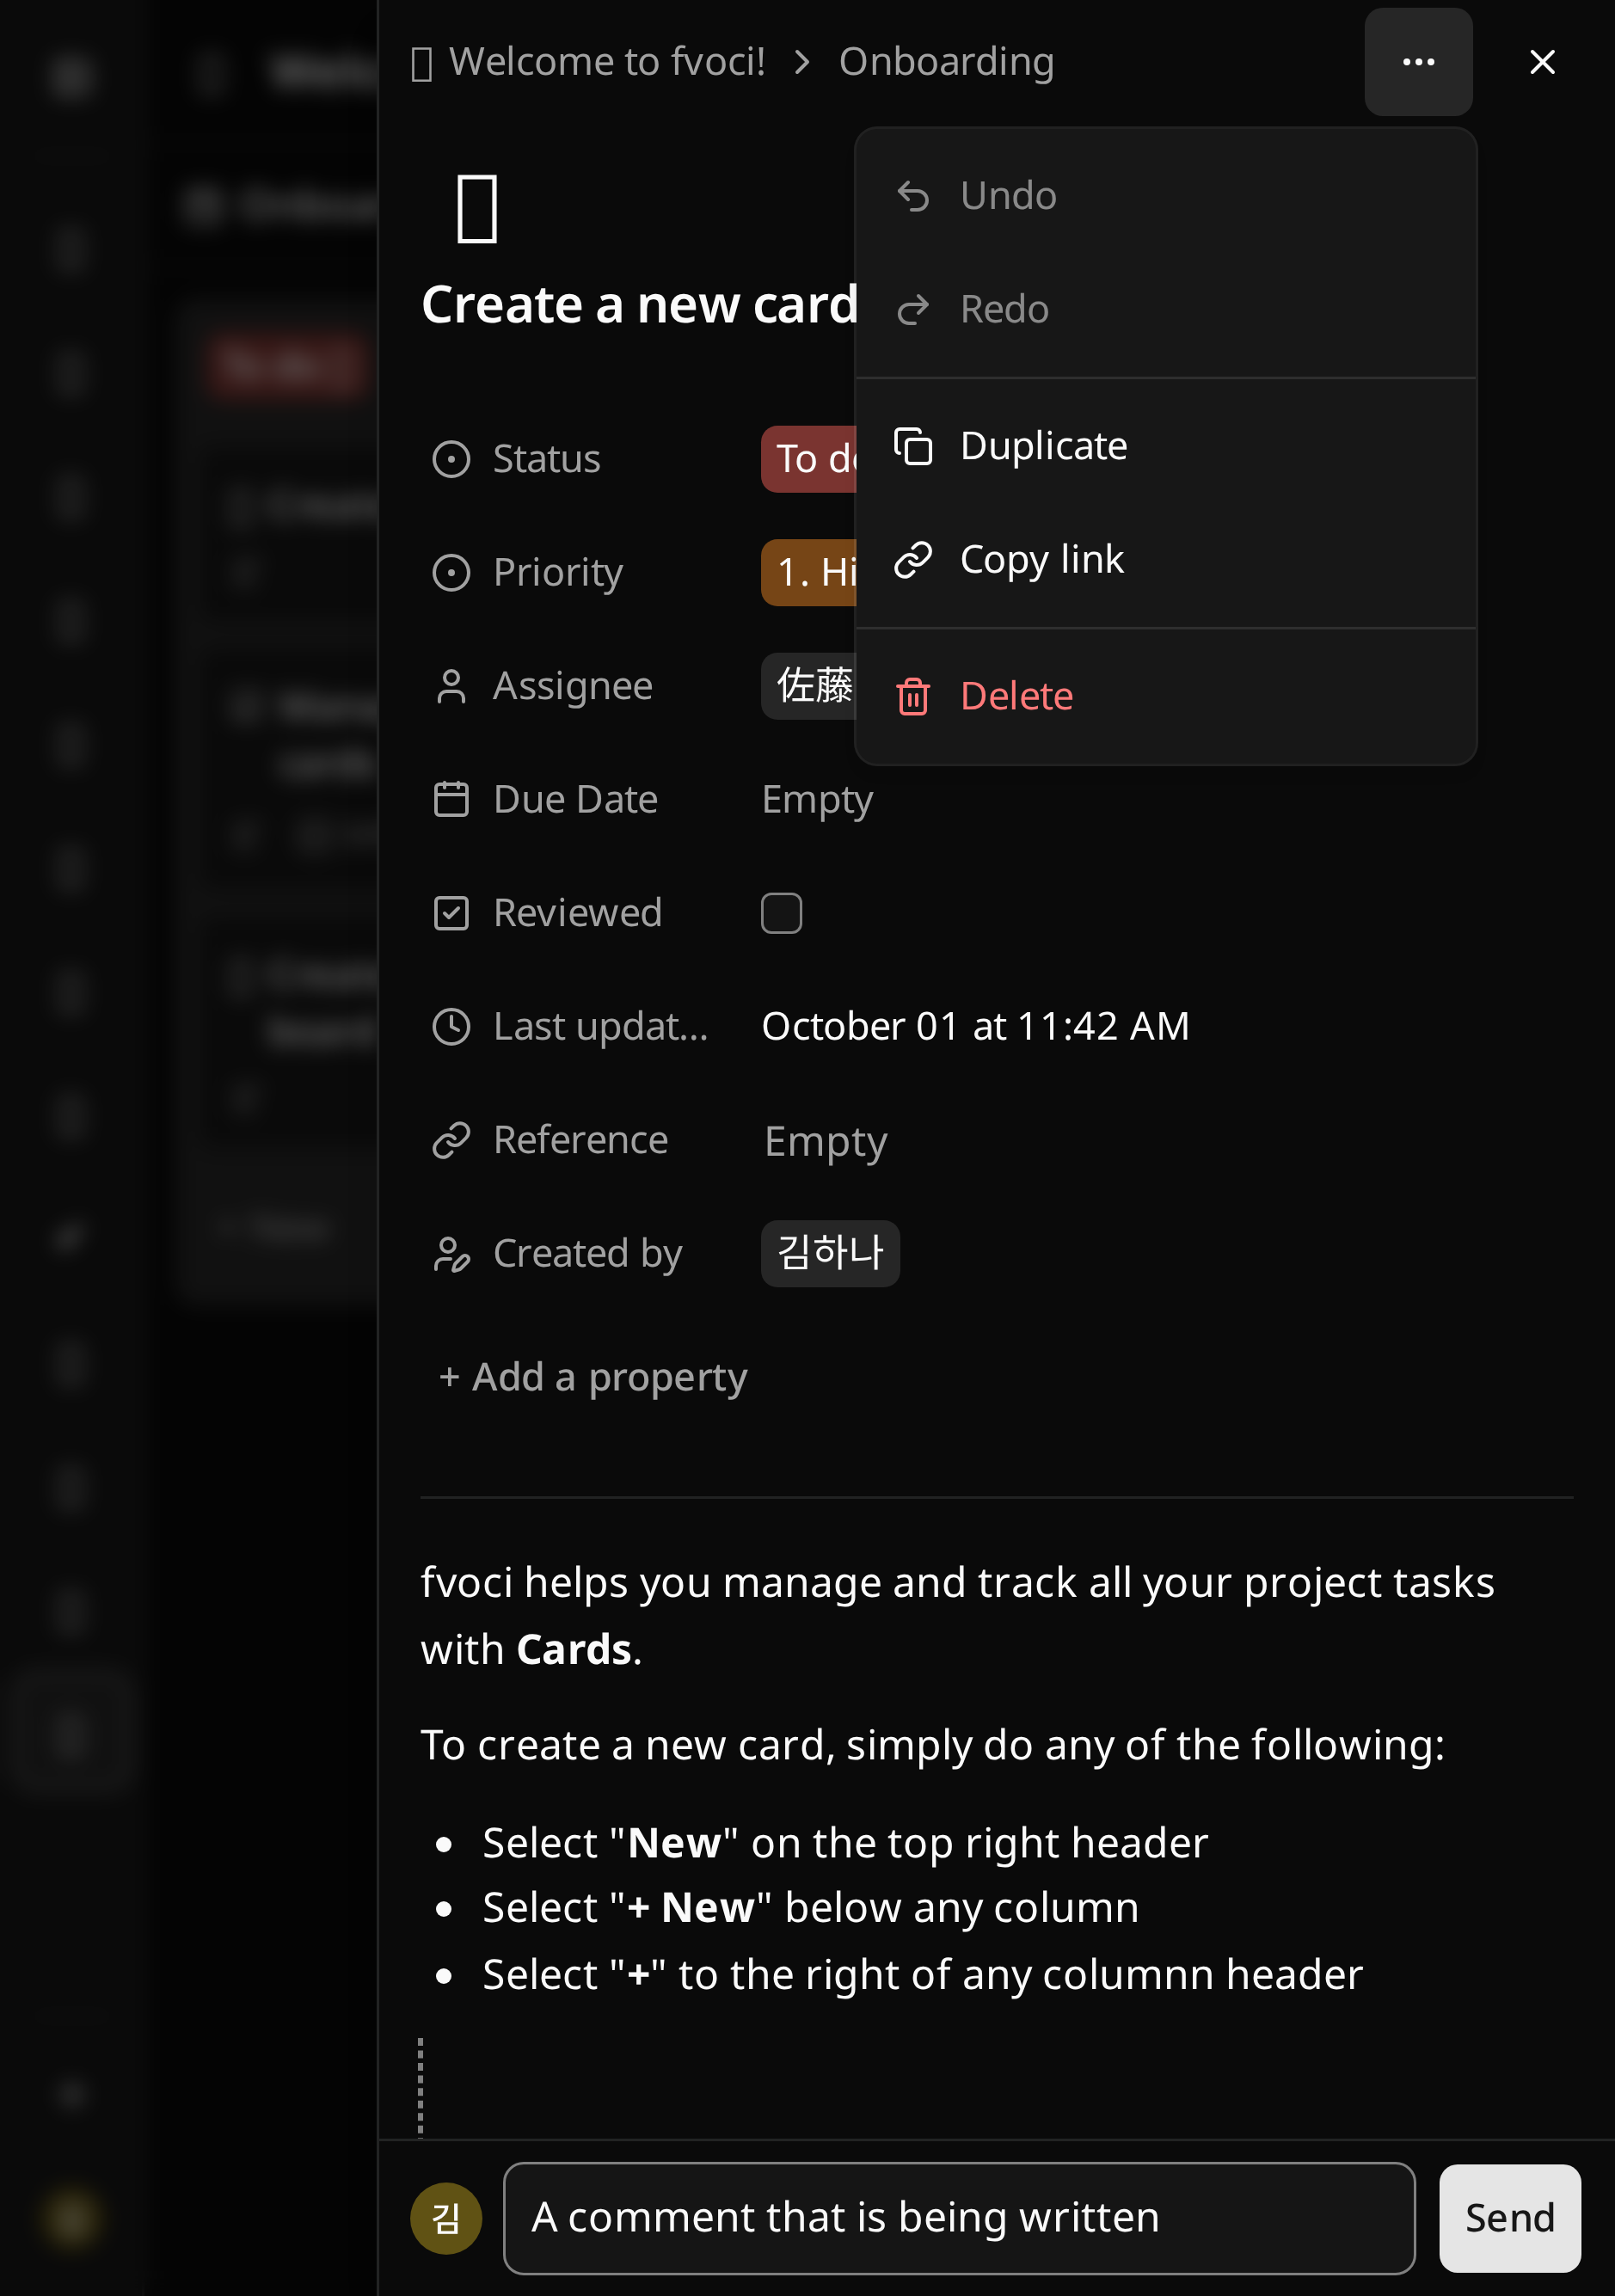 Welcome to fvoci! > Onboarding
Undo
Redo
Duplicate
Copy link
Delete
Create a new card
Status To do
Priority 1. Hi
Assignee 佐藤
Due Date Empty
Reviewed
Last updat... October 01 at 11:42 AM
Reference Empty
Created by 김하나
+ Add a property
fvoci helps you manage and track all your project tasks
with Cards.
To create a new card, simply do any of the following:
• Select "New" on the top right header
• Select "+ New" below any column
• Select "+" to the right of any columnn header
김 A comment that is being written Send